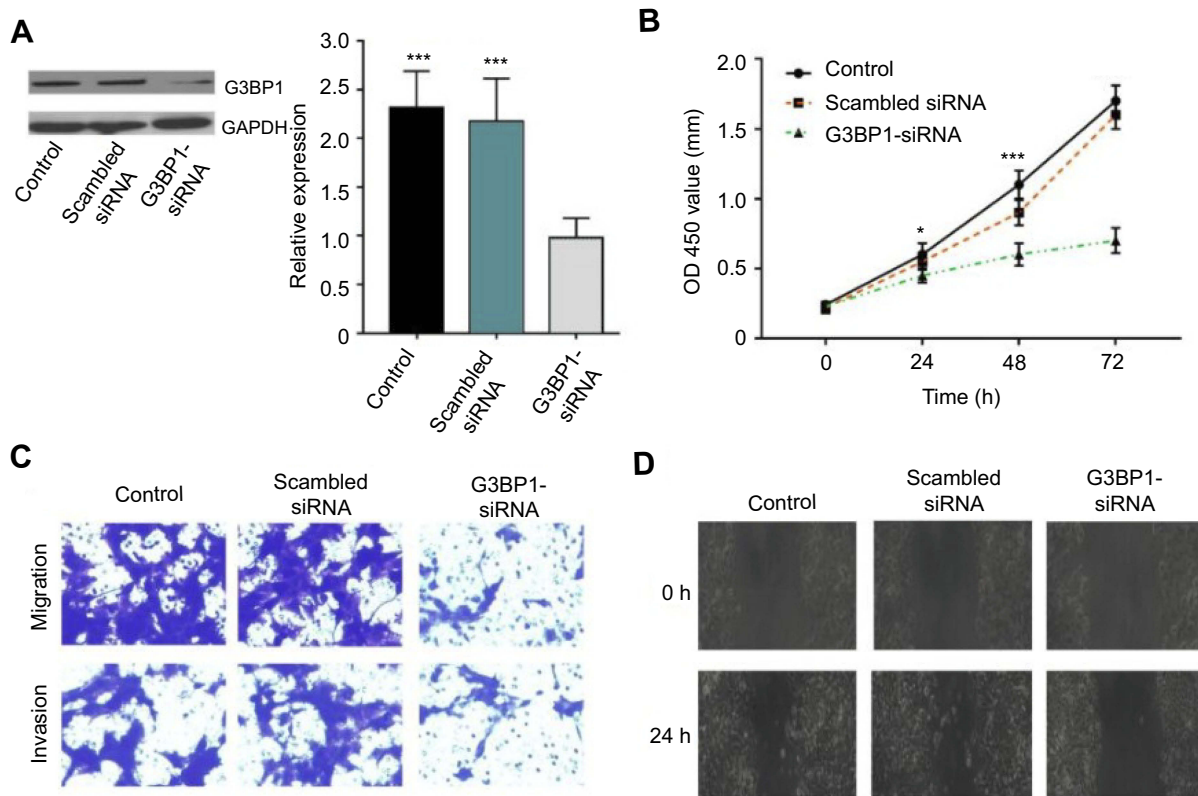 A
G3BP1
GAPDH
Control
Scambled
siRNA
G3BP1-
siRNA
Relative expression
3.0
2.5
2.0
1.5
1.0
0.5
0
***
***
Control
Scambled
siRNA
G3BP1-
siRNA
B
OD 450 value (mm)
2.0
1.5
1.0
0.5
0
Control
Scambled siRNA
G3BP1-siRNA
*
***
0
24
48
72
Time (h)
C
Control
Scambled
siRNA
G3BP1-
siRNA
Migration
Invasion
D
Control
Scambled
siRNA
G3BP1-
siRNA
0 h
24 h